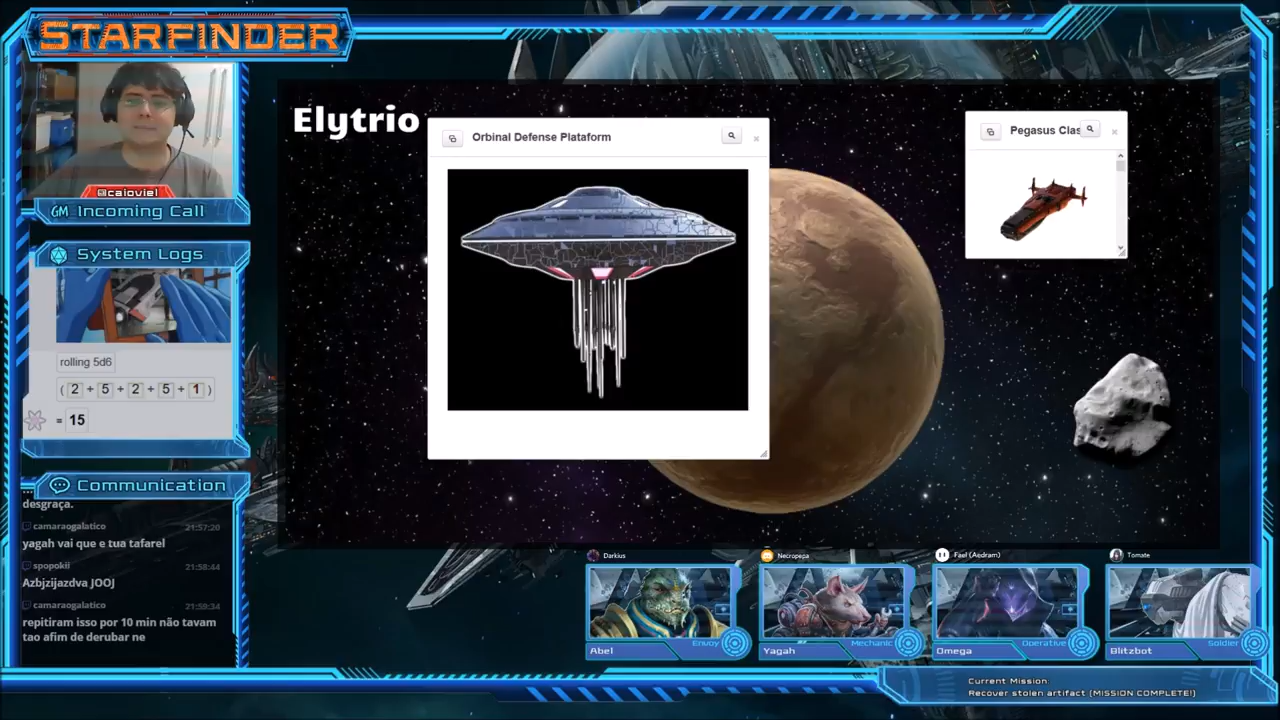 STARFINDER
@caioviel
GM Incoming Call
System Logs
rolling 5d6
( 2 + 5 + 2 + 5 + 1 )
= 15
Communication
desgraça.
camaraogalatico 21:57:20
yagah vai que e tua tafarel
spopokii 21:58:44
Azbjzijazdva JOOJ
camaraogalatico 21:59:34
repitiram isso por 10 min não tavam
tao afim de derubar ne
Elytrio
Orbinal Defense Plataform
Pegasus Clas
Darkius
Envoy
Abel
Necropepa
Mechanic
Yagah
Fael (Aedram)
Operative
Omega
Tomate
Soldier
Blitzbot
Current Mission:
Recover stolen artifact (MISSION COMPLETE!)